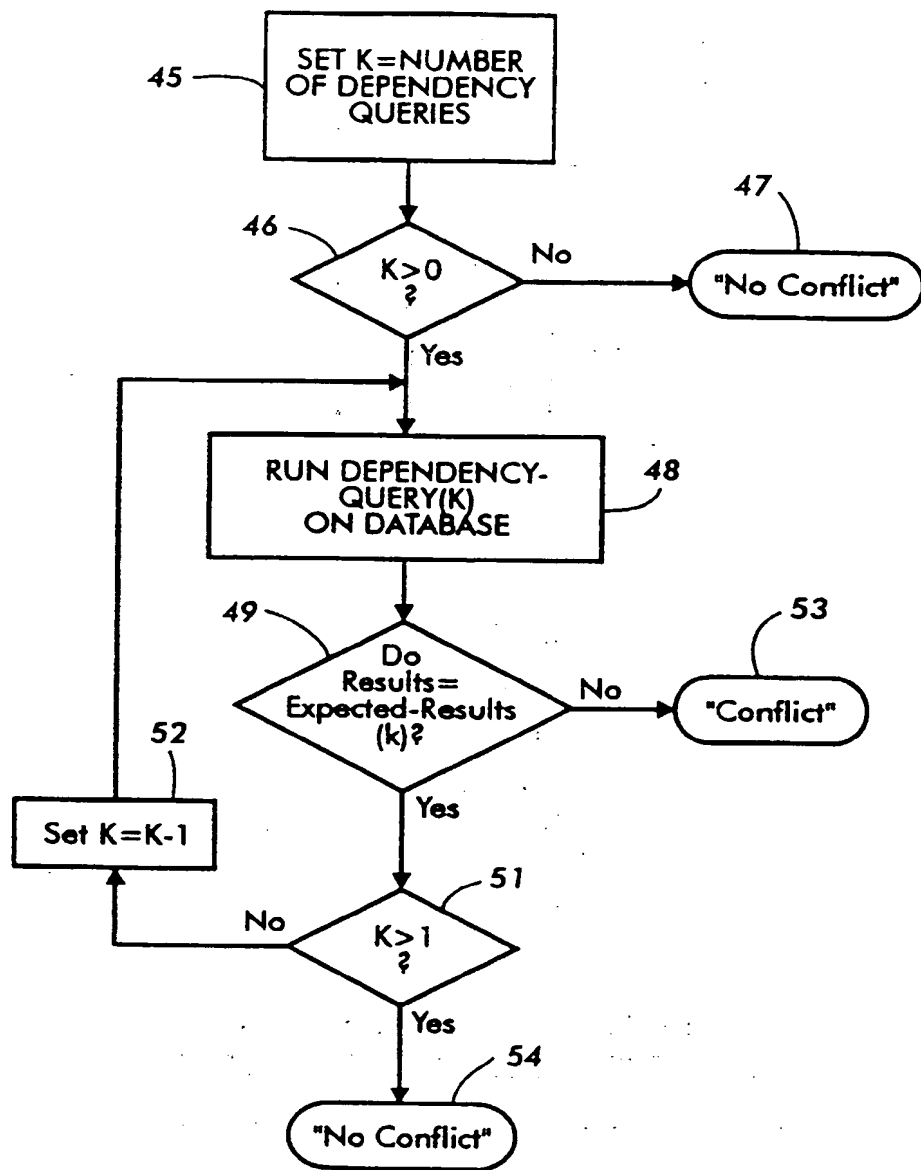 45
SET K=NUMBER
OF DEPENDENCY
QUERIES
46
K>0
?
No
47
"No Conflict"
Yes
RUN DEPENDENCY-
QUERY(K)
ON DATABASE
48
49
Do
Results=
Expected-Results
(k)?
No
53
"Conflict"
52
Set K=K-1
Yes
51
No
K>1
?
Yes
54
"No Conflict"